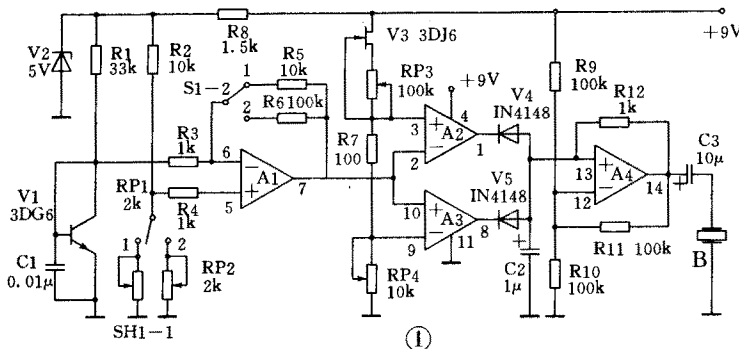 V2
5V
R1
33k
R2
10k
R8
1.5k
S1-2
1
2
R5
10k
R6 100k
V3 3DJ6
RP3
100k
+9V
V4
IN4148
R9
100k
R12
1k
+9V
C3
10μ
R3
1k
6
−
+
A1
5
7
R7
100
3
+
−
A2
4
1
2
V1
3DG6
RP1
2k
R4
1k
V5
IN4148
13
+
−
A4
14
12
10
+
−
A3
8
9
11
C1
0.01μ
1
2
RP2
2k
RP4
10k
+
C2
1μ
R10
100k
R11 100k
+
B
SH1-1
①